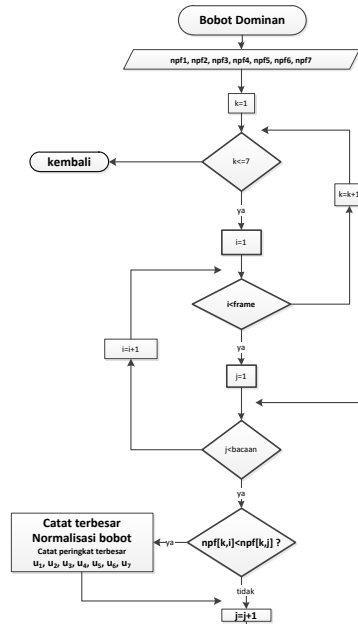 Bobot Dominan
npf1, npf2, npf3, npf4, npf5, npf6, npf7
k=1
k<=7
kembali
k=k+1
ya
i=1
i<frame
i=i+1
ya
j=1
j<bacaan
ya
npf[k,i]<npf[k,j] ?
ya
Catat terbesar
Normalisasi bobot
Catat peringkat terbesar
u₁, u₂, u₃, u₄, u₅, u₆, u₇
tidak
j=j+1